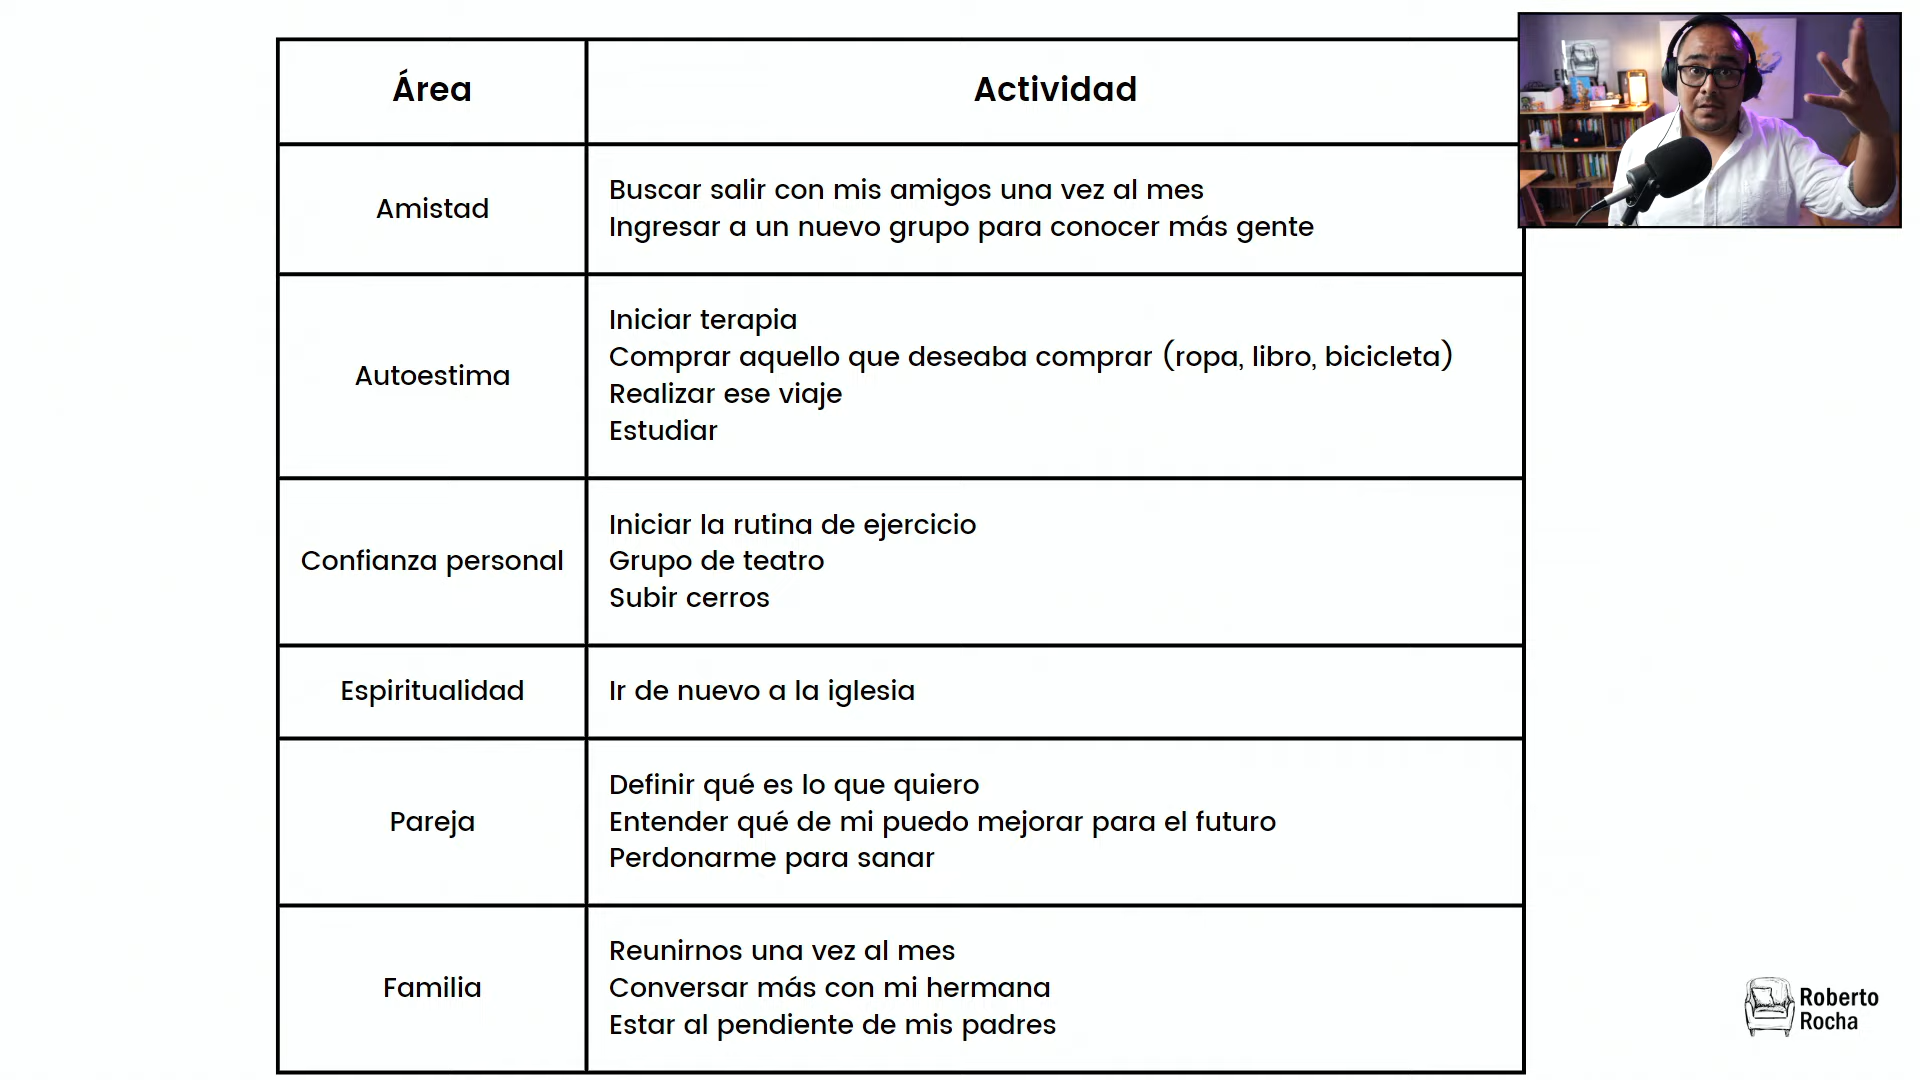 Área
Actividad
Amistad
Buscar salir con mis amigos una vez al mes
Ingresar a un nuevo grupo para conocer más gente
Autoestima
Iniciar terapia
Comprar aquello que deseaba comprar (ropa, libro, bicicleta)
Realizar ese viaje
Estudiar
Confianza personal
Iniciar la rutina de ejercicio
Grupo de teatro
Subir cerros
Espiritualidad
Ir de nuevo a la iglesia
Pareja
Definir qué es lo que quiero
Entender qué de mi puedo mejorar para el futuro
Perdonarme para sanar
Familia
Reunirnos una vez al mes
Conversar más con mi hermana
Estar al pendiente de mis padres
Roberto
Rocha